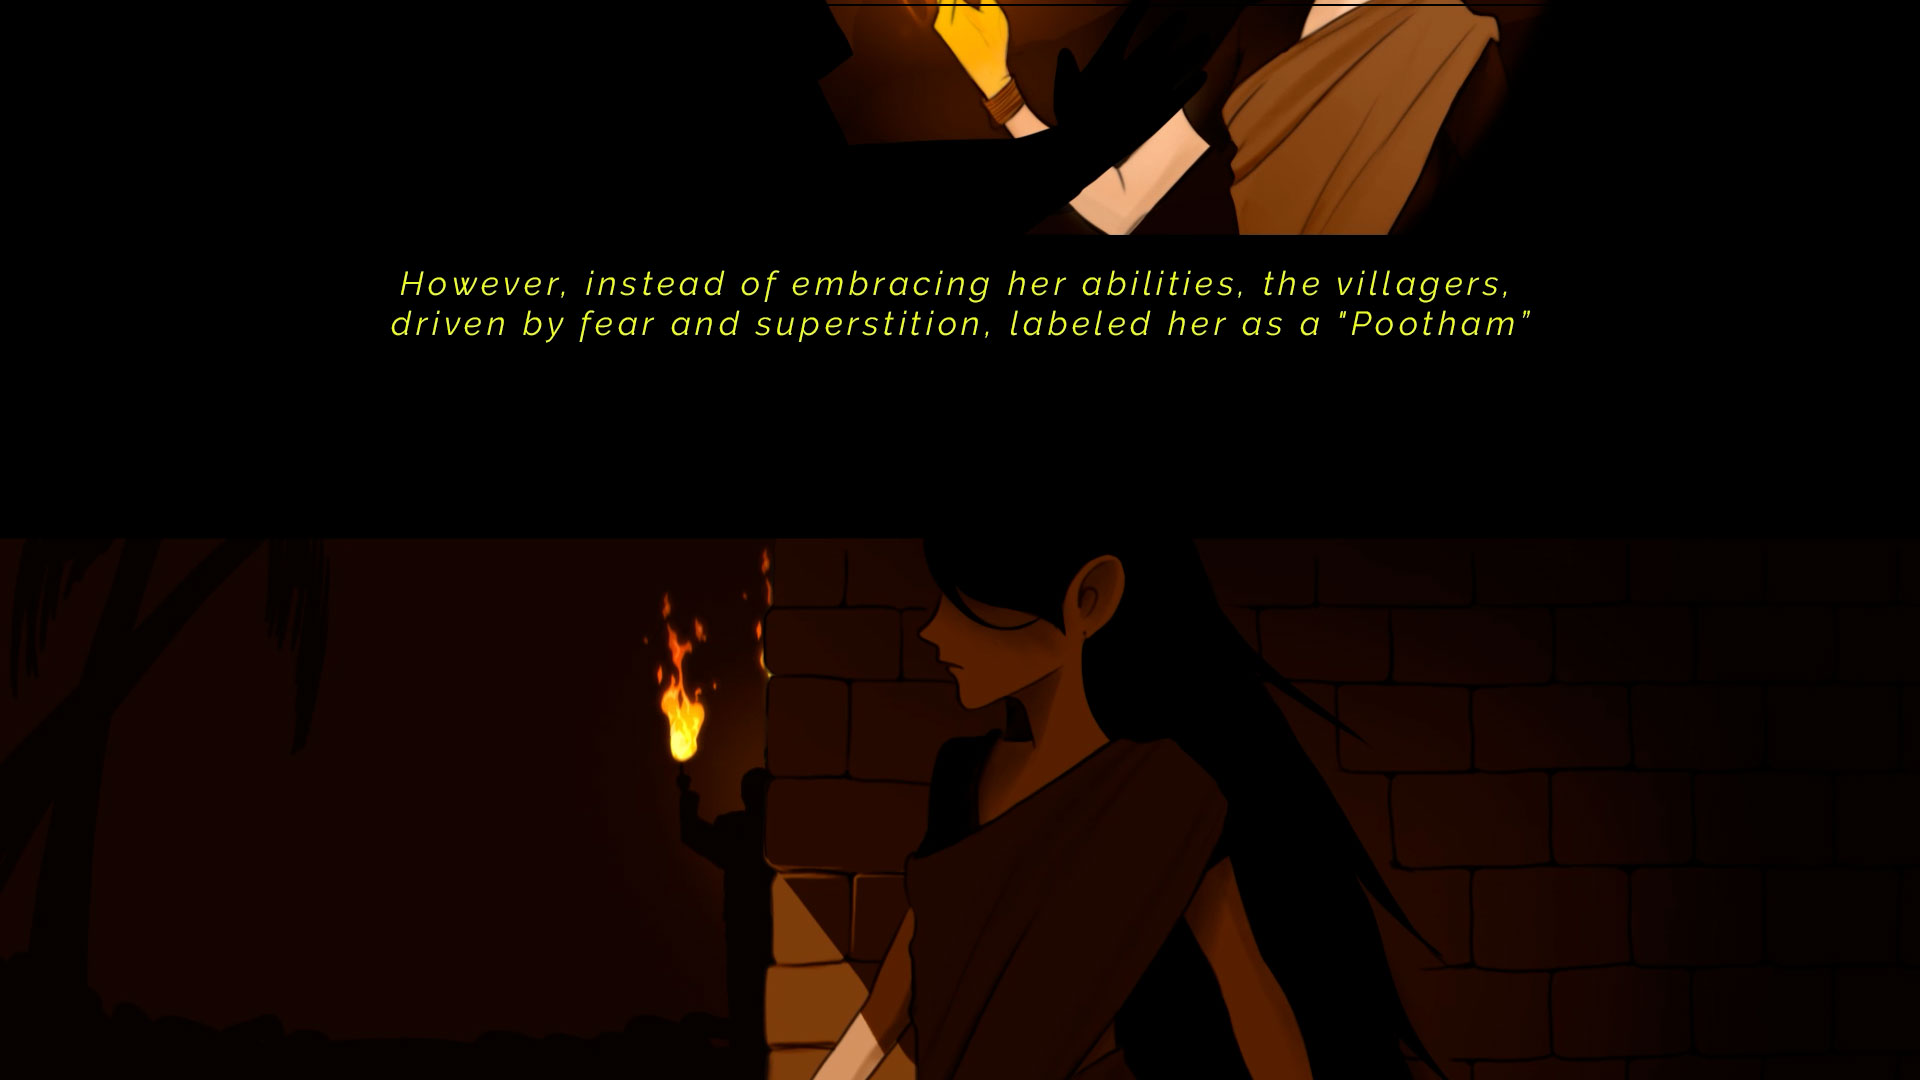 However, instead of embracing her abilities, the villagers,
driven by fear and superstition, labeled her as a "Pootham”